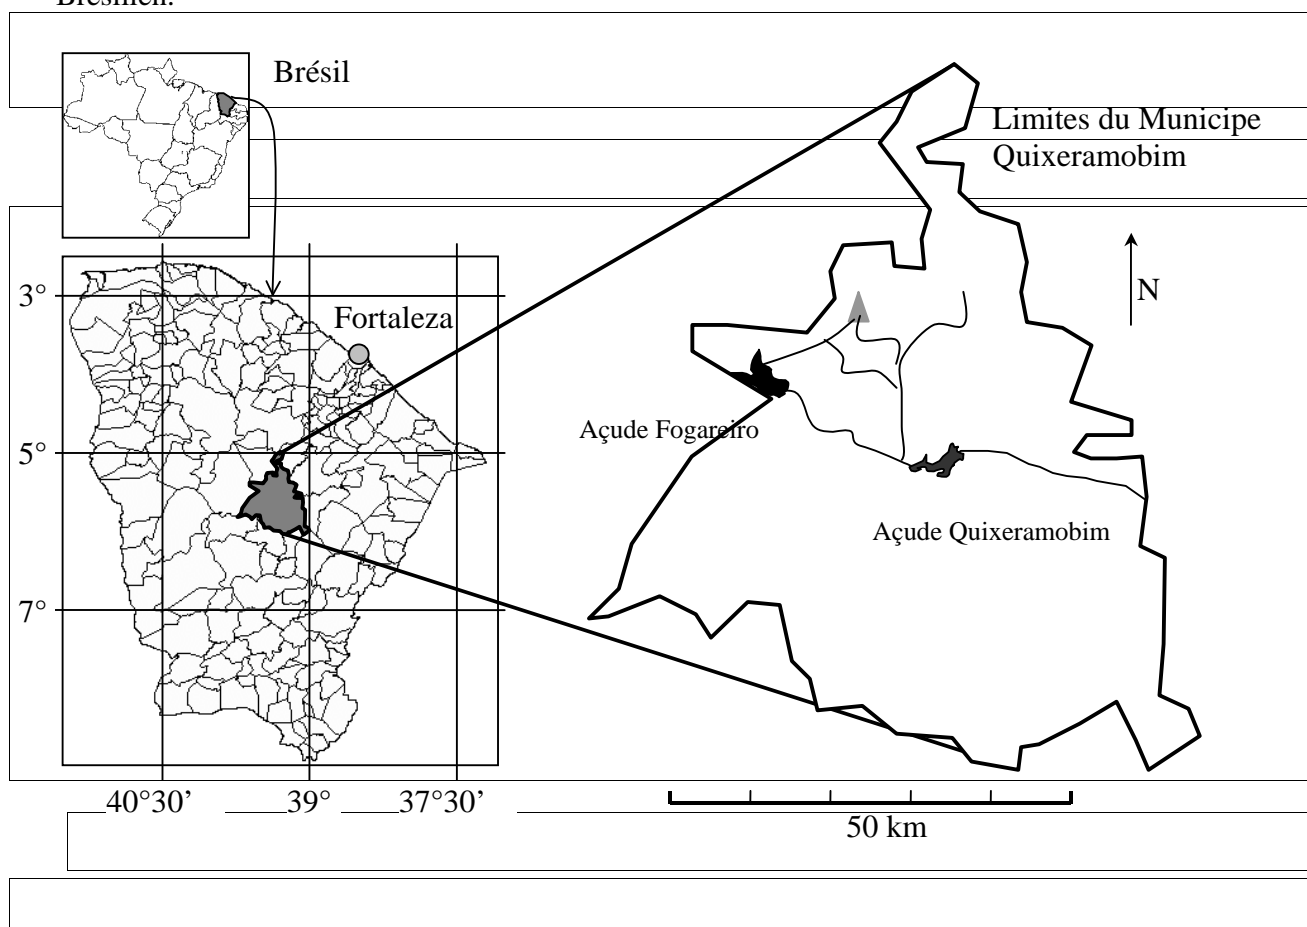 Brésilien.
Brésil
Limites du Municipe
Quixeramobim
N
3°
Fortaleza
Açude Fogareiro
5°
Açude Quixeramobim
7°
40°30’ 39° 37°30’
50 km